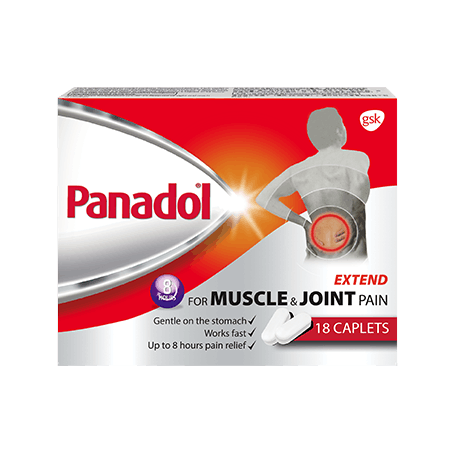 gsk
Panadol®
EXTEND
8
HOURS
FOR MUSCLE & JOINT PAIN
Gentle on the stomach ✓
Works fast ✓
Up to 8 hours pain relief ✓
18 CAPLETS